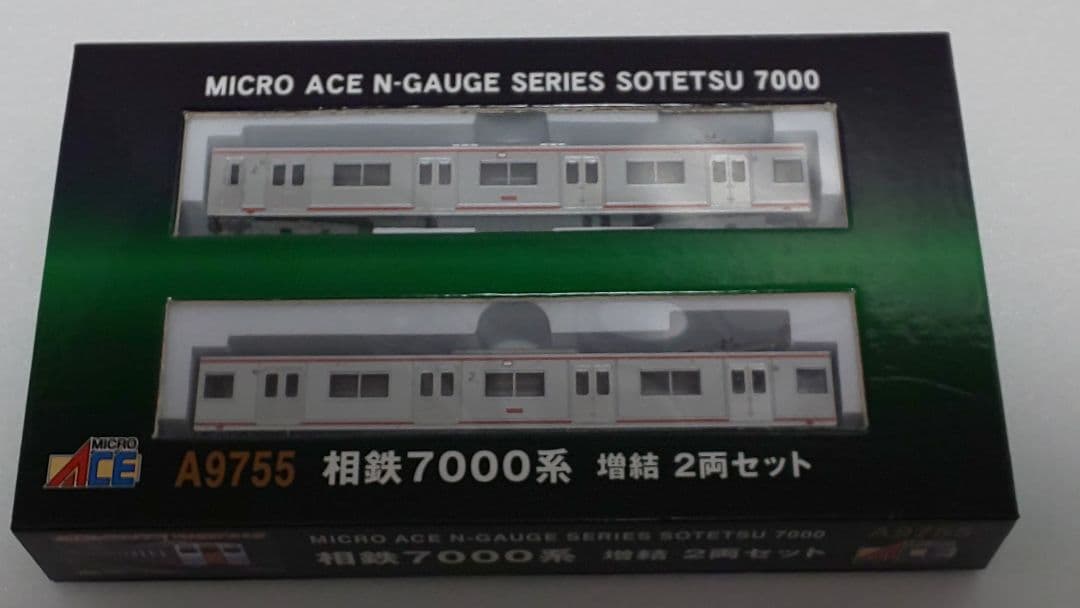 MICRO ACE N-GAUGE SERIES SOTETSU 7000
MICRO
ACE
A9755 相鉄7000系 増結 2両セット
MICRO ACE N-GAUGE SERIES SOTETSU 7000
相鉄7000系 増結 2両セット
A9755